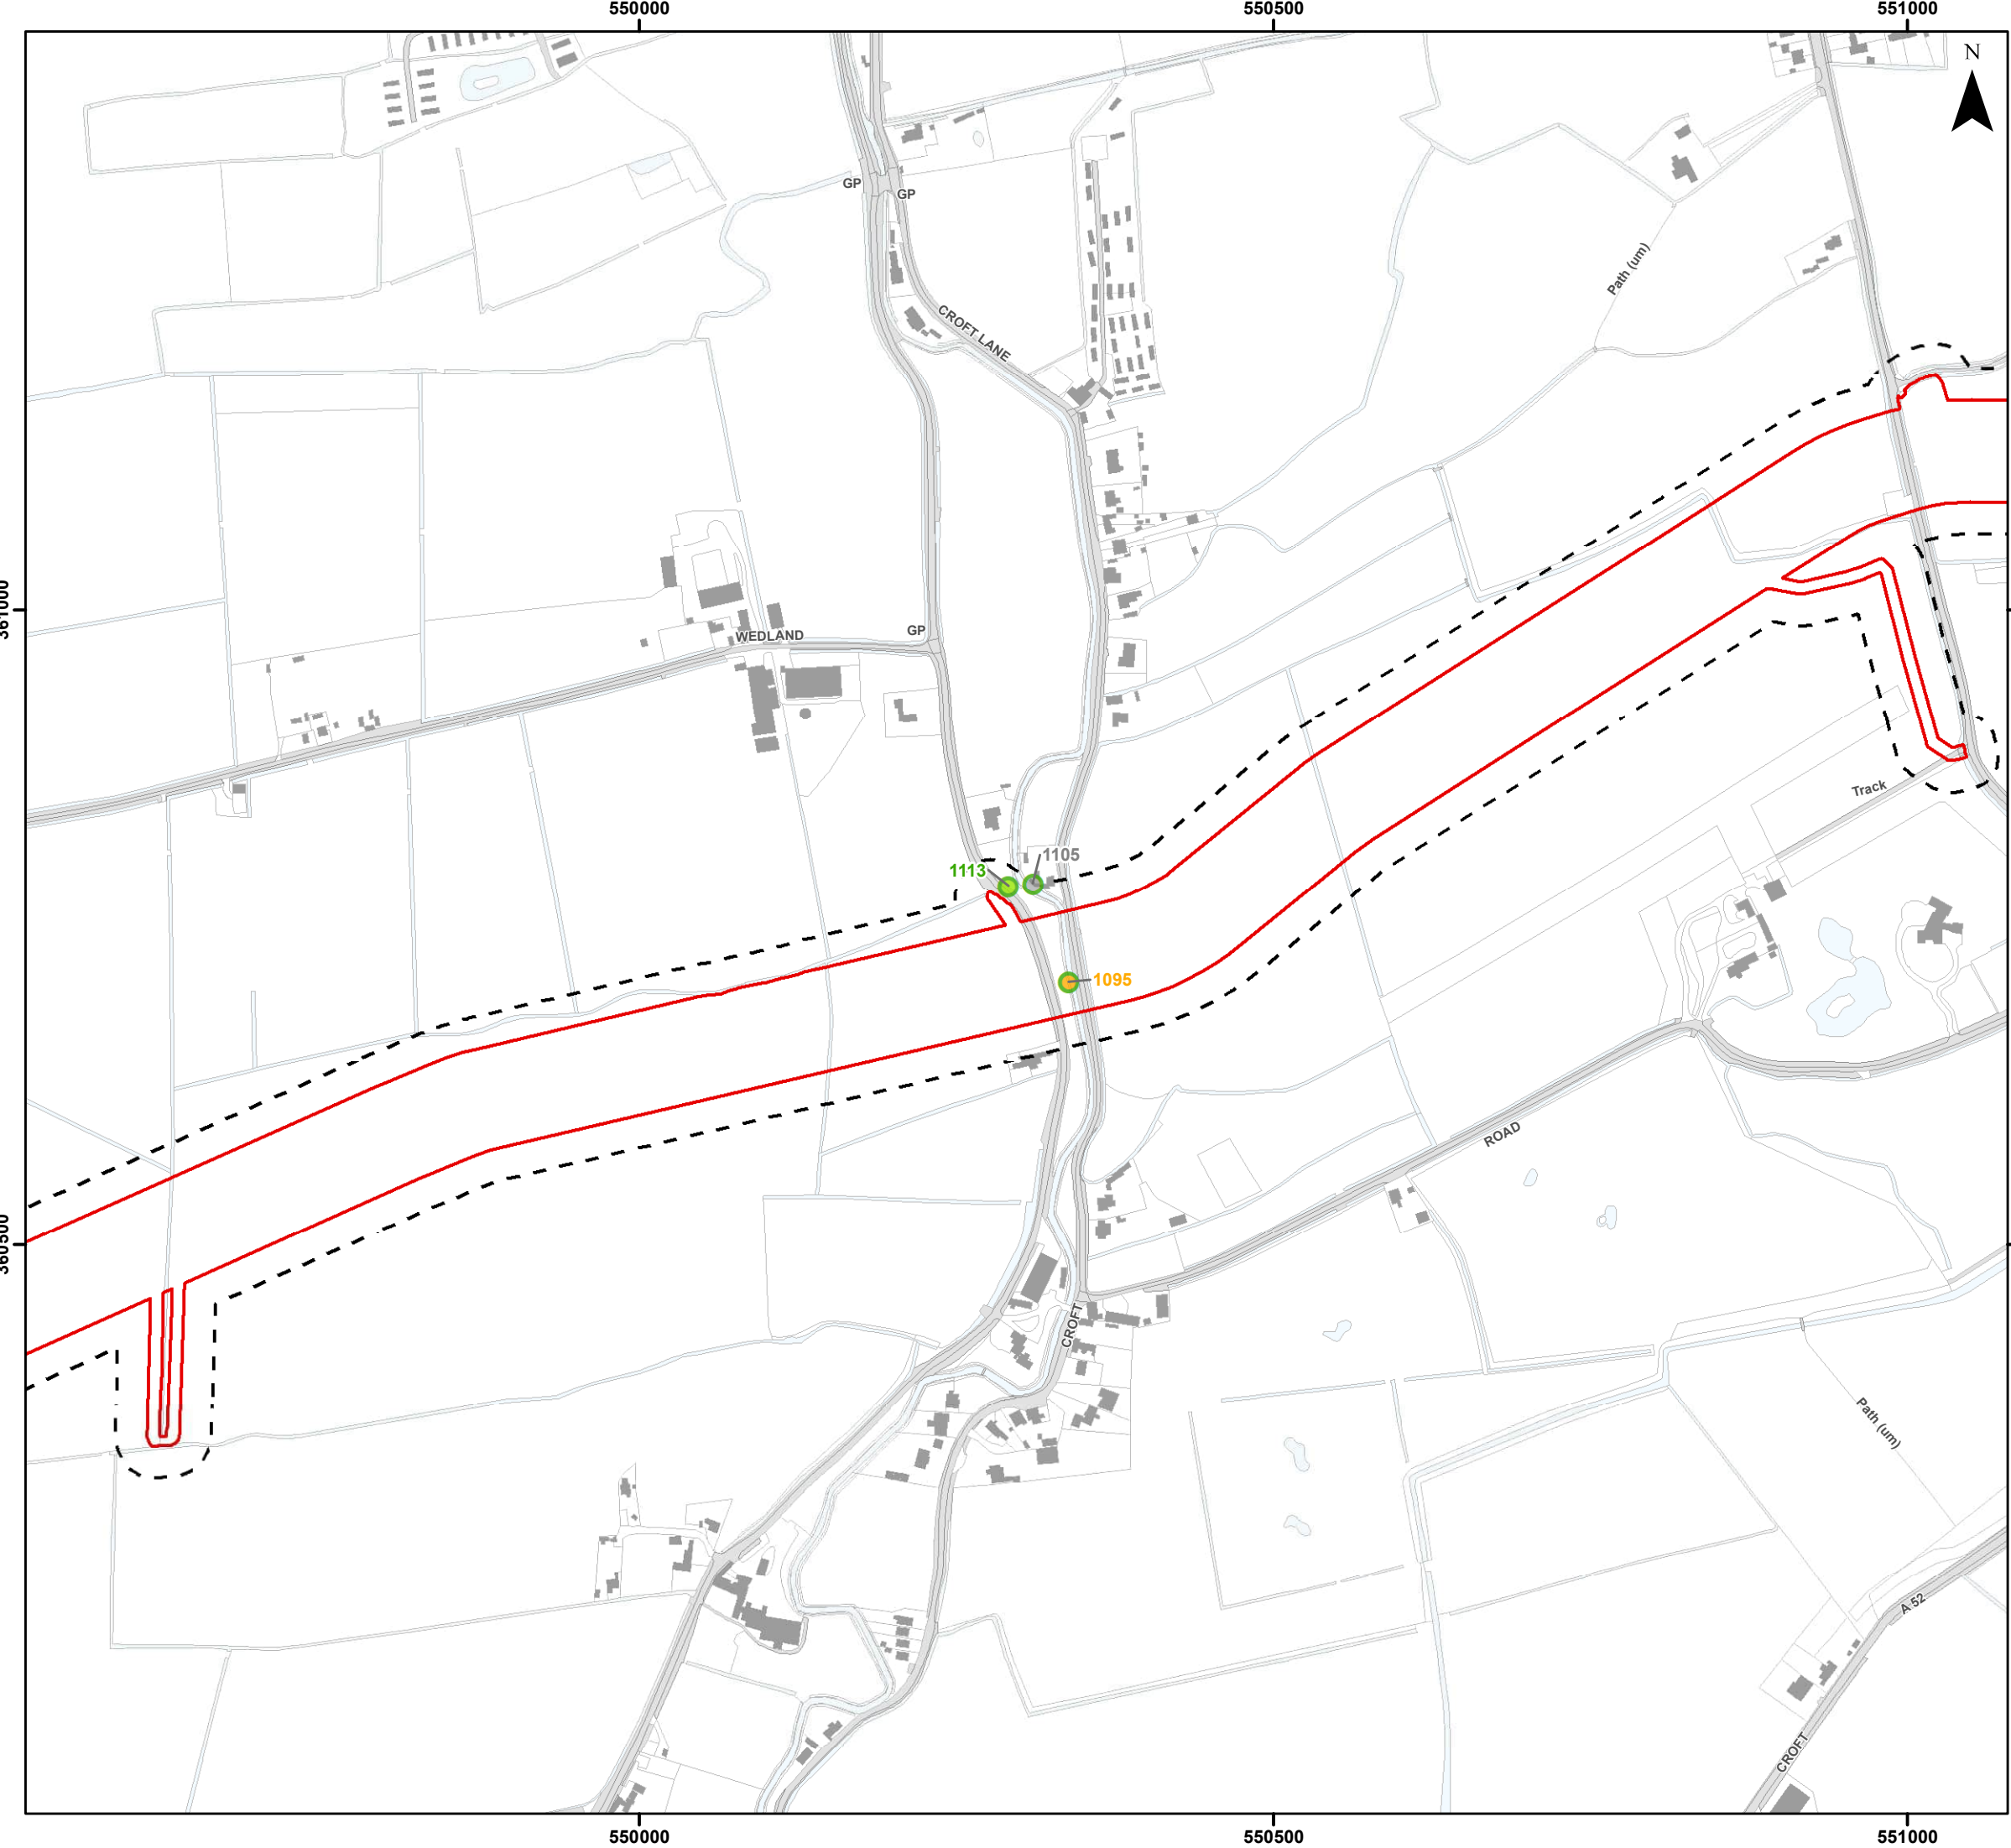 550000
550500
551000
N
GP
GP
CROFT LANE
Path (um)
361000
WEDLAND
GP
Track
1105
1113
1095
ROAD
360500
CROFT
Path (um)
A 52
CROFT
550000
550500
551000